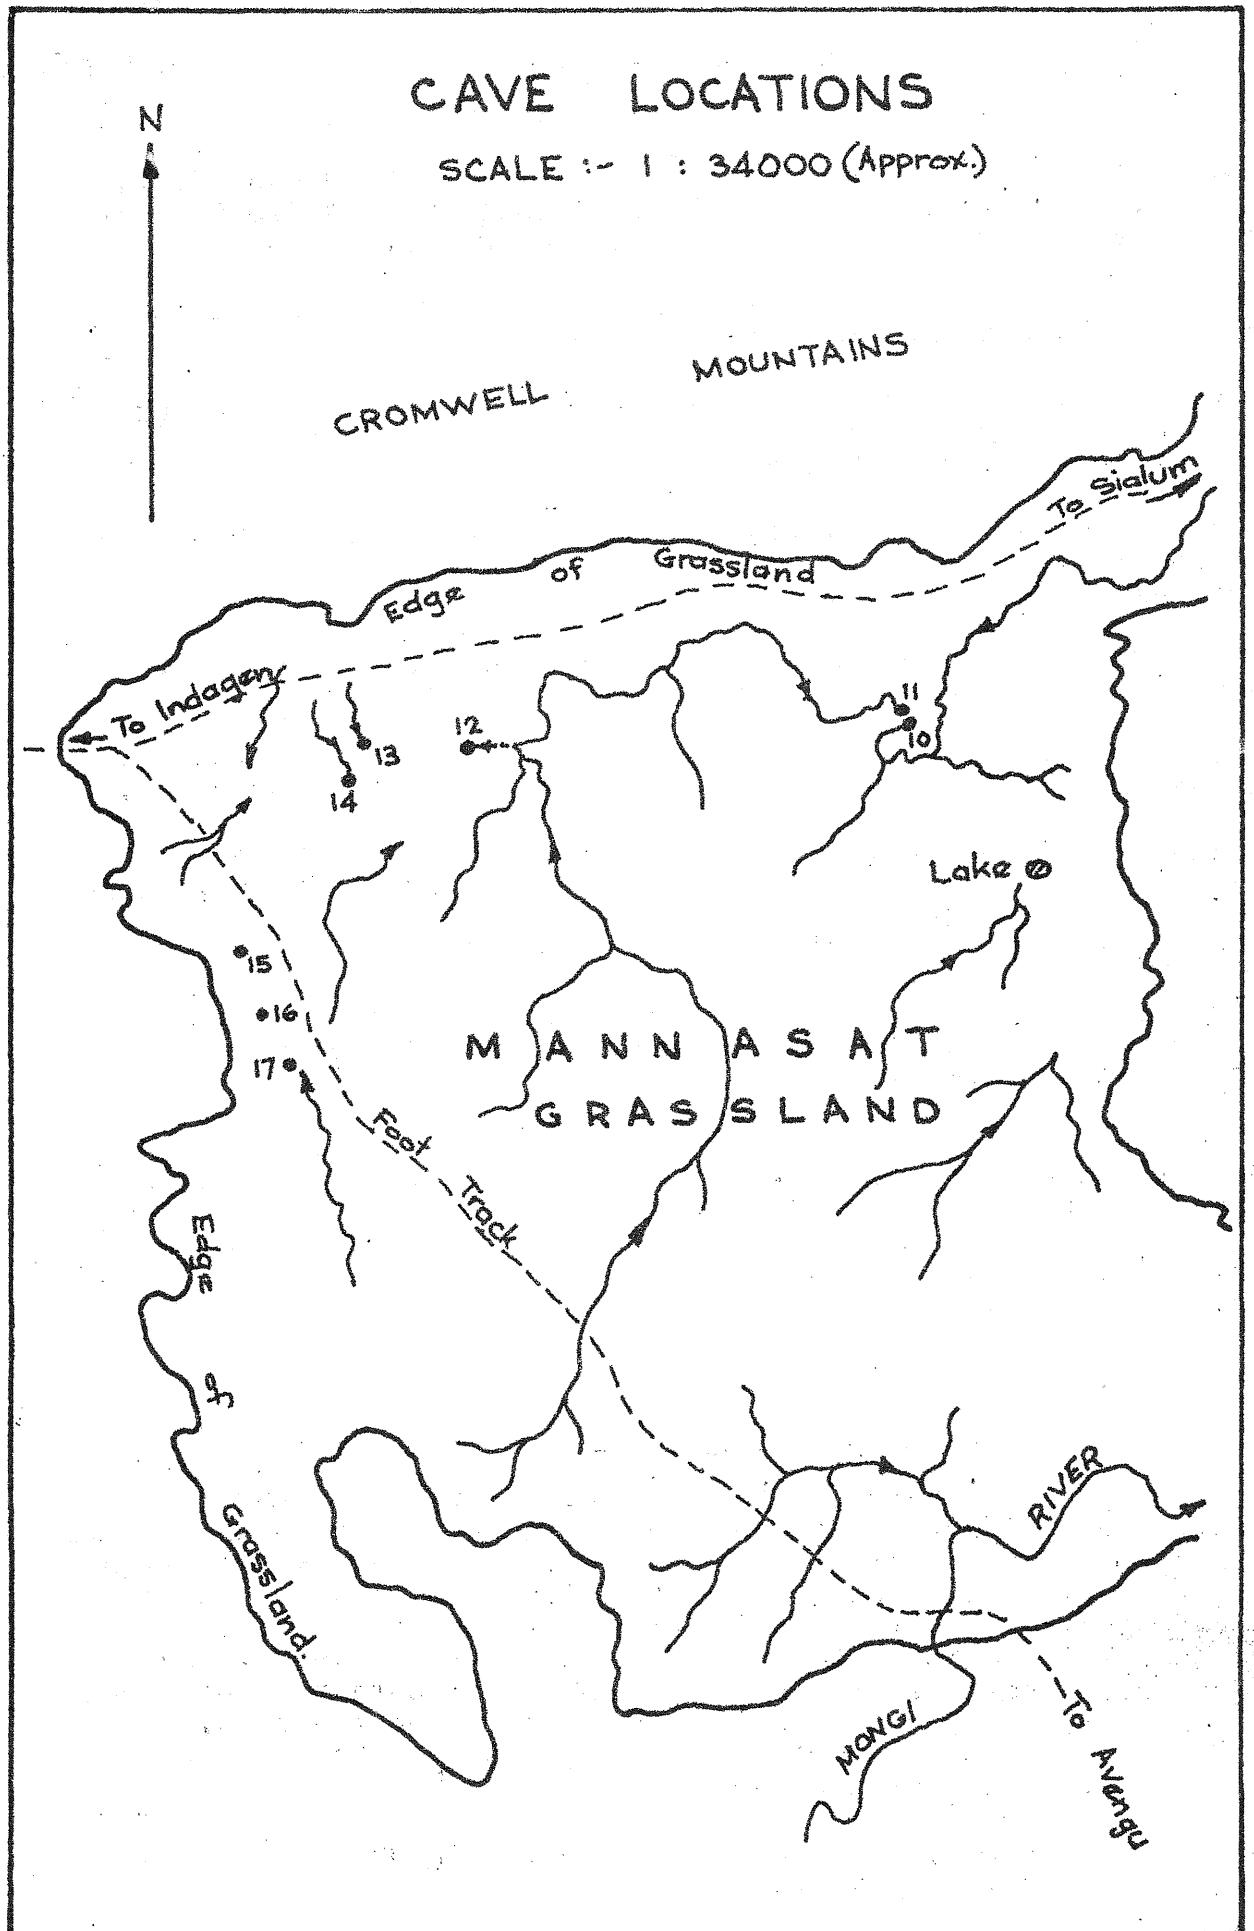 CAVE LOCATIONS
N
SCALE :- 1 : 34000 (Approx.)
CROMWELL MOUNTAINS
To Sialum
Edge of Grassland
To Indagen
11
12
10
13
14
Lake
15
16
MANNASAT
17
GRASSLAND
Foot Track
Edge of Grassland.
MONGI RIVER
To Avengu